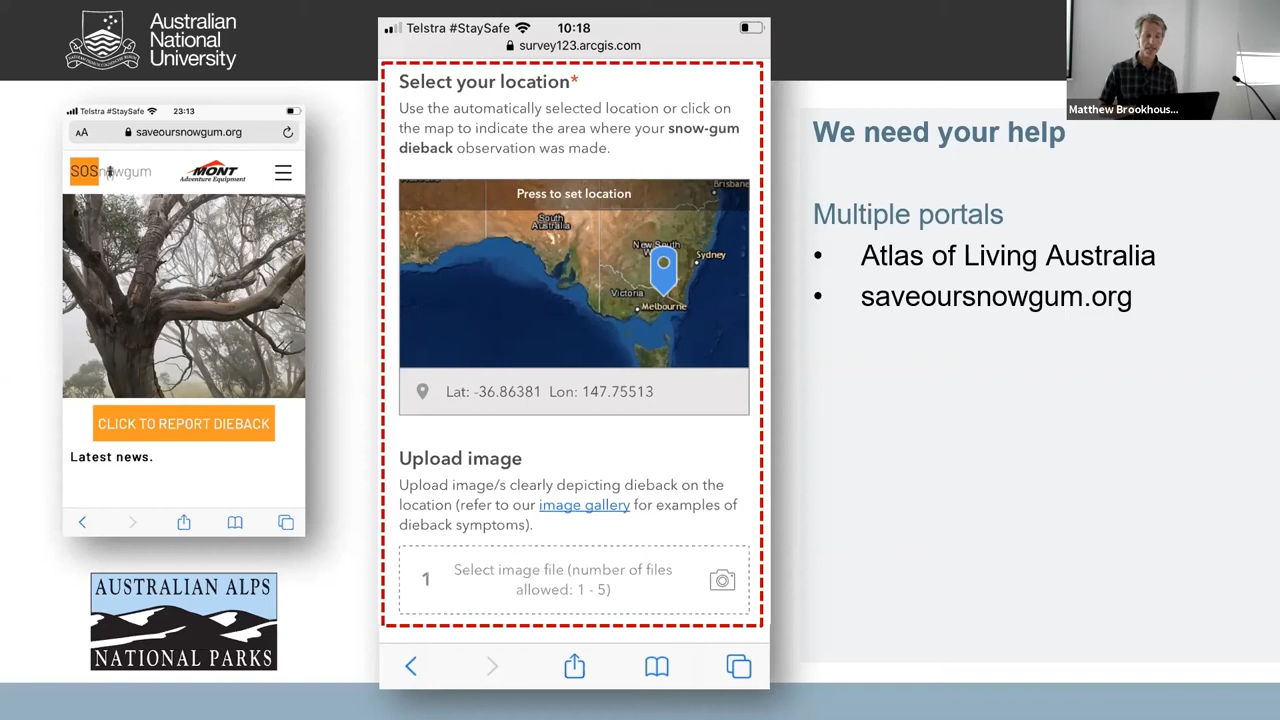 Australian
National
University
Telstra #StaySafe 23:13
AA saveoursnowgum.org
SOSnowgum
MONT
Adventure Equipment
CLICK TO REPORT DIEBACK
Latest news.
AUSTRALIAN ALPS
NATIONAL PARKS
Telstra #StaySafe 10:18
survey123.arcgis.com
Select your location*
Use the automatically selected location or click on
the map to indicate the area where your snow-gum
dieback observation was made.
Press to set location
Brisbane
South
Australia
New South
W
Sydney
Victoria
Melbourne
Lat: -36.86381 Lon: 147.75513
Upload image
Upload image/s clearly depicting dieback on the
location (refer to our image gallery for examples of
dieback symptoms).
1 Select image file (number of files
allowed: 1 - 5)
Matthew Brookhous...
We need your help
Multiple portals
• Atlas of Living Australia
• saveoursnowgum.org